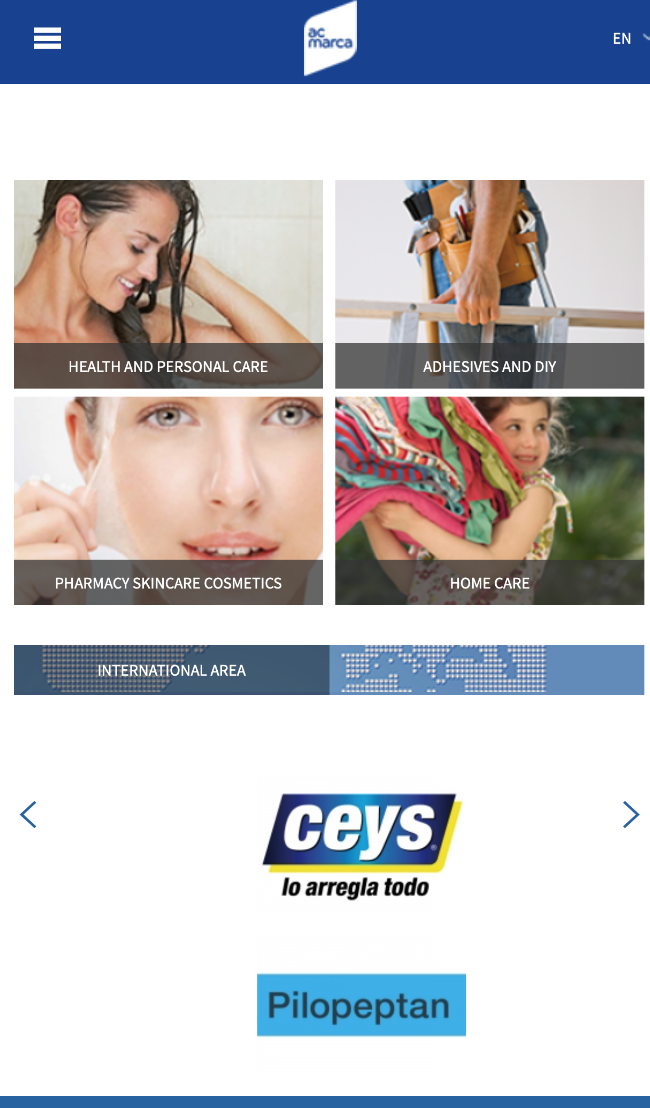 ac
marca
EN
HEALTH AND PERSONAL CARE
ADHESIVES AND DIY
PHARMACY SKINCARE COSMETICS
HOME CARE
INTERNATIONAL AREA
ceys®
lo arregla todo
Pilopeptan